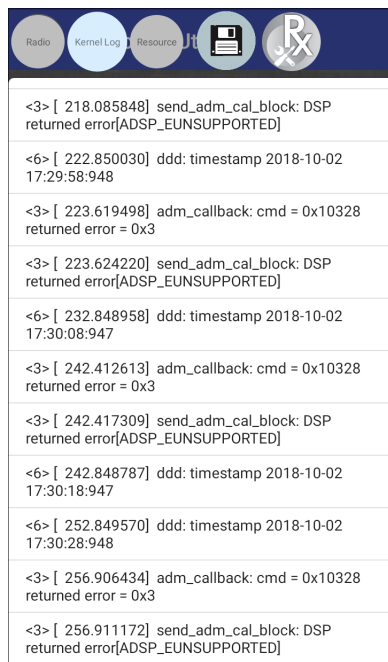 Radio
Kernel Log
Resource
Ut
Rx
<3> [  218.085848]  send_adm_cal_block: DSP
returned error[ADSP_EUNSUPPORTED]
<6> [  222.850030]  ddd: timestamp 2018-10-02
17:29:58:948
<3> [  223.619498]  adm_callback: cmd = 0x10328
returned error = 0x3
<3> [  223.624220]  send_adm_cal_block: DSP
returned error[ADSP_EUNSUPPORTED]
<6> [  232.848958]  ddd: timestamp 2018-10-02
17:30:08:947
<3> [  242.412613]  adm_callback: cmd = 0x10328
returned error = 0x3
<3> [  242.417309]  send_adm_cal_block: DSP
returned error[ADSP_EUNSUPPORTED]
<6> [  242.848787]  ddd: timestamp 2018-10-02
17:30:18:947
<6> [  252.849570]  ddd: timestamp 2018-10-02
17:30:28:948
<3> [  256.906434]  adm_callback: cmd = 0x10328
returned error = 0x3
<3> [  256.911172]  send_adm_cal_block: DSP
returned error[ADSP_EUNSUPPORTED]